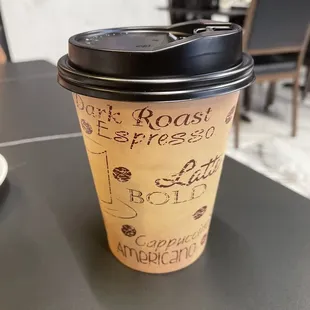 Dark Roast
Espresso
Latte
BOLD
Cappuccino
AMERICANO